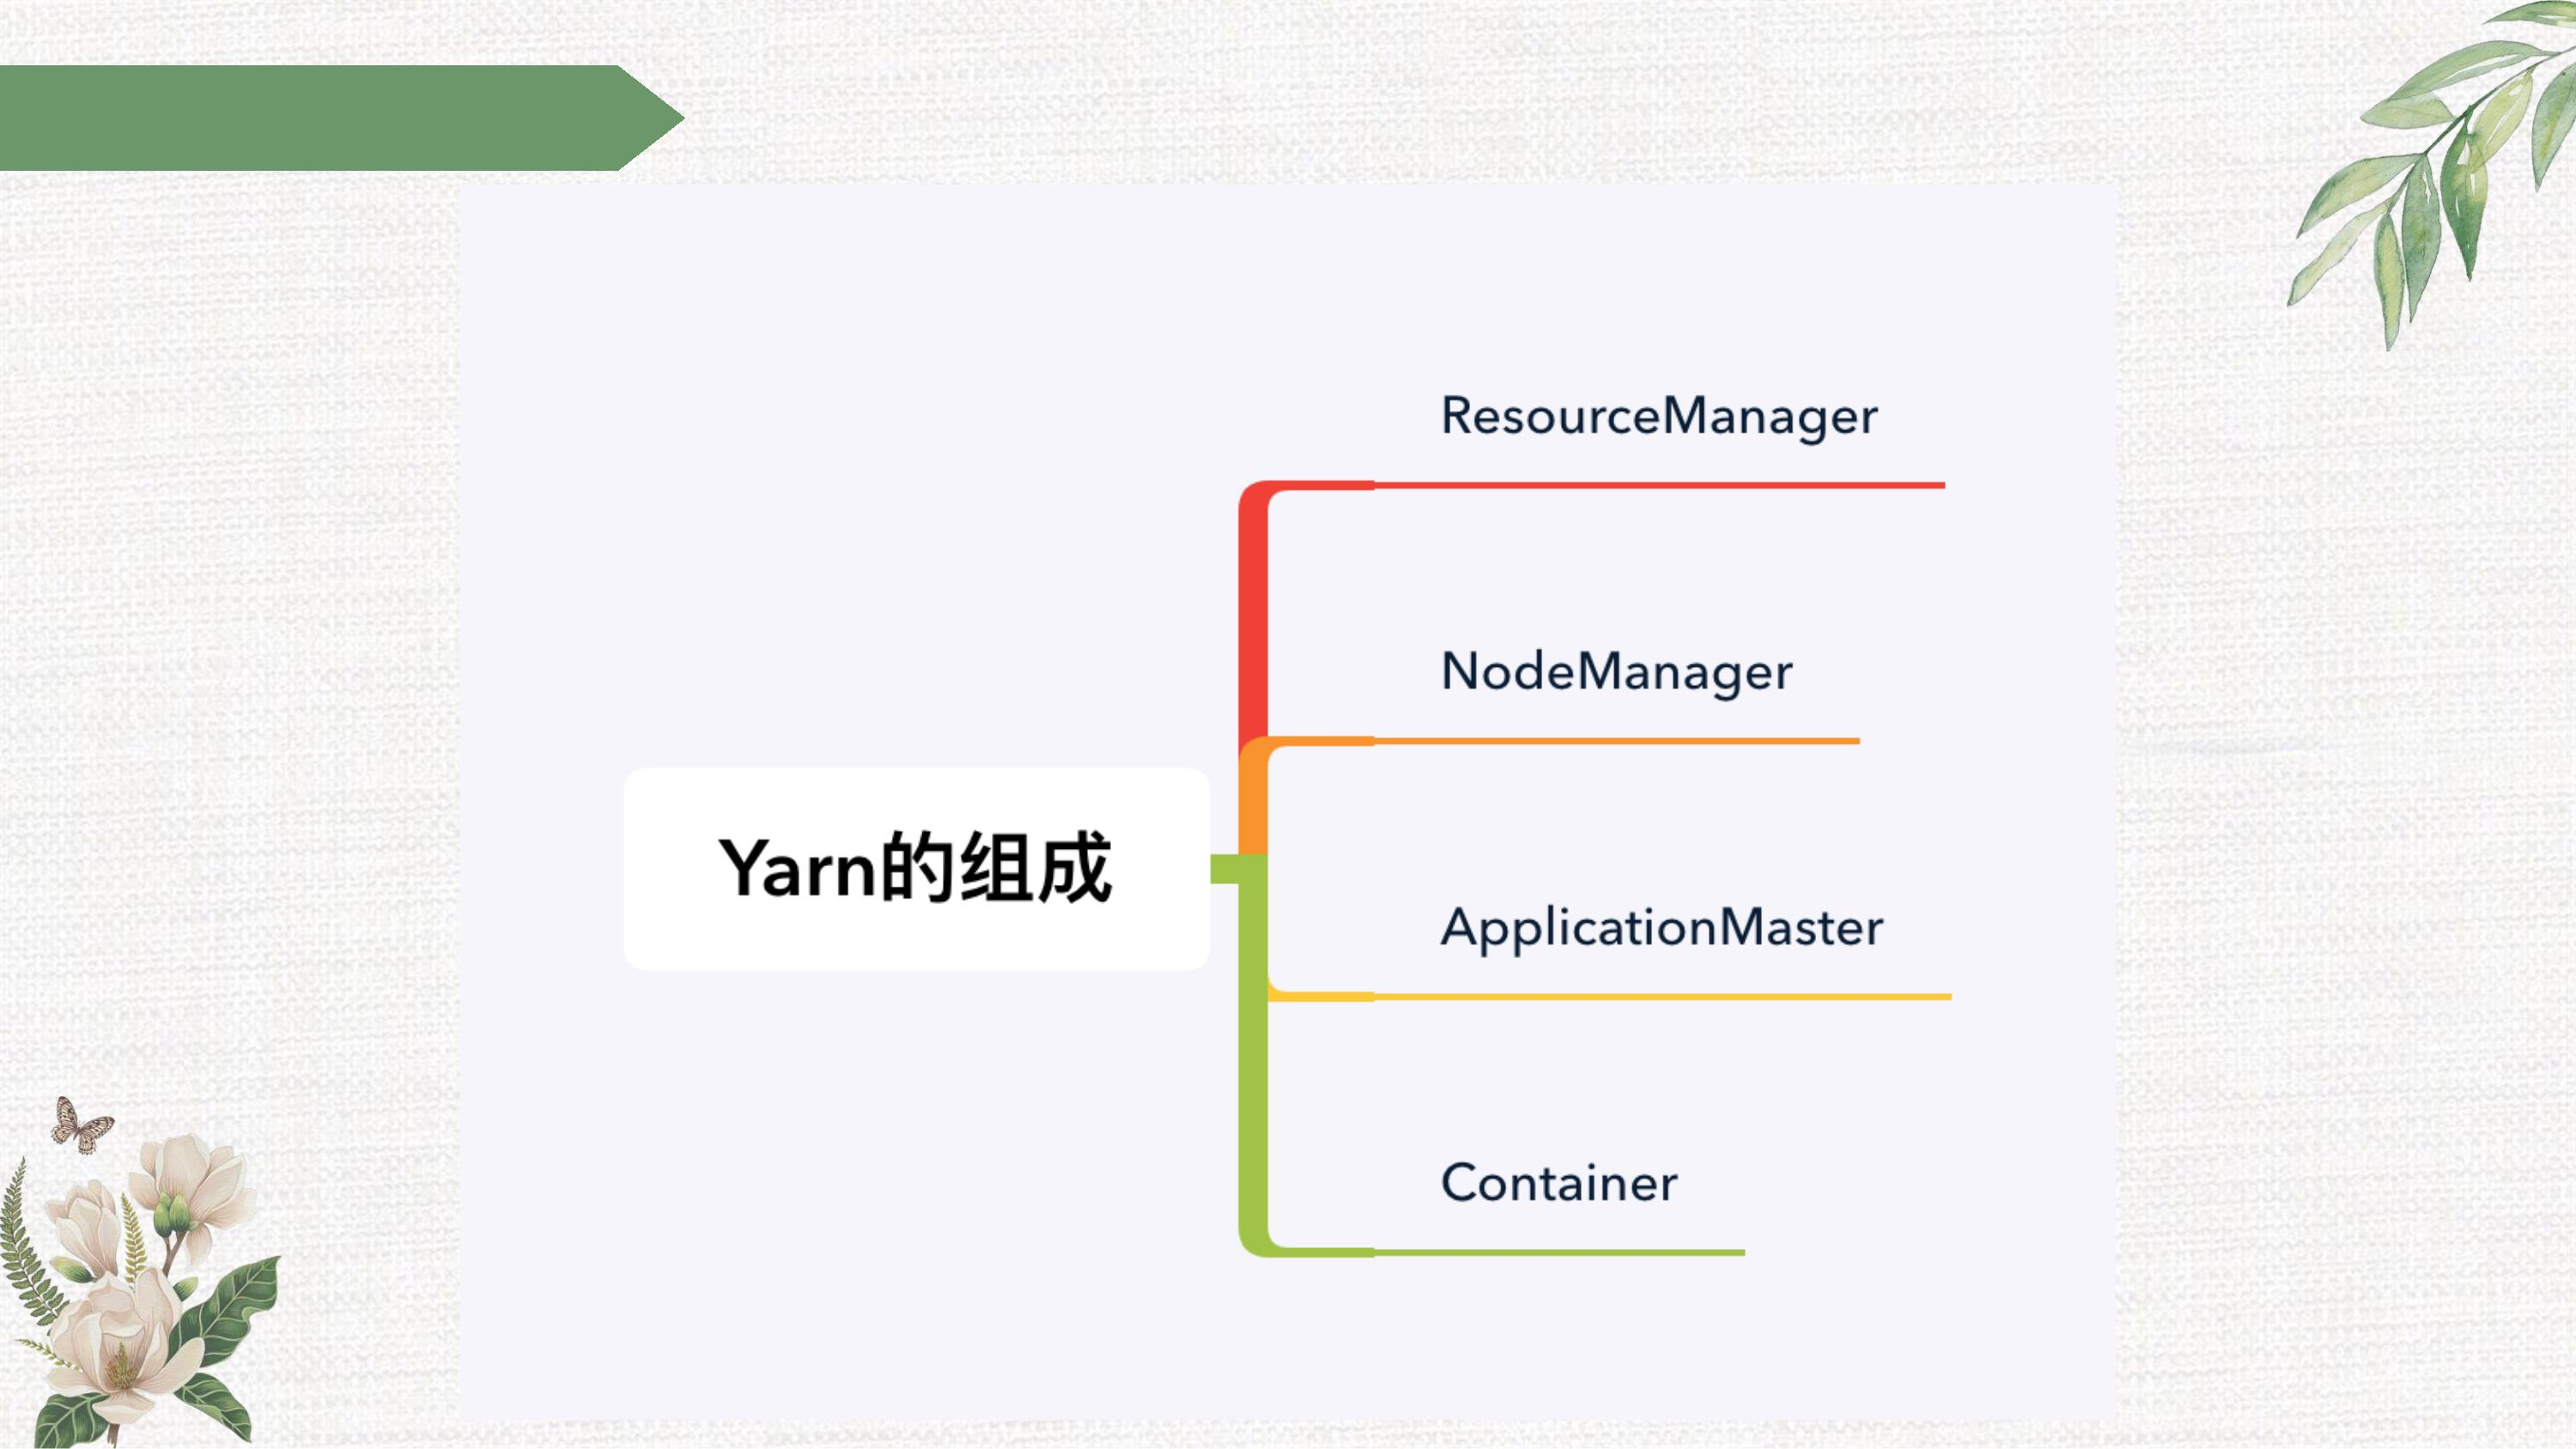 ResourceManager
NodeManager
Yarn的组成
ApplicationMaster
Container